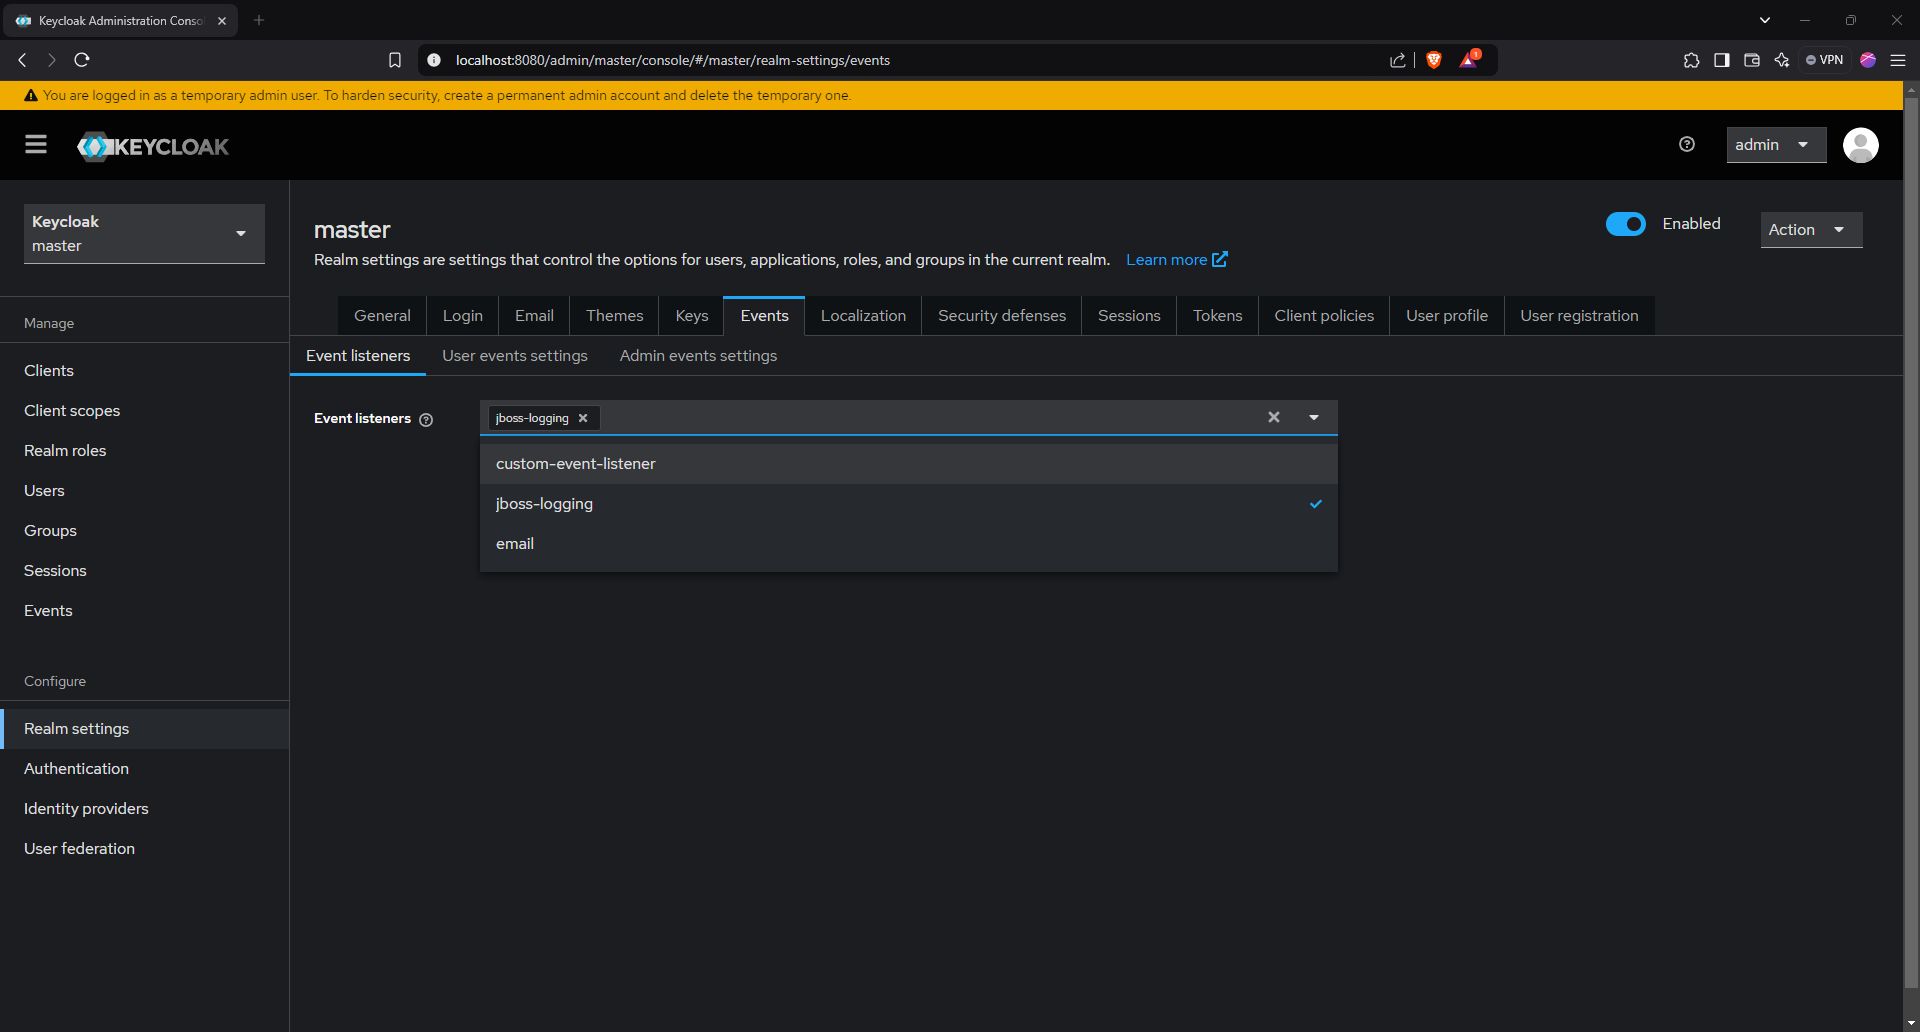 Keycloak Administration Conso
localhost:8080/admin/master/console/#/master/realm-settings/events
1
VPN
You are logged in as a temporary admin user. To harden security, create a permanent admin account and delete the temporary one.
KEYCLOAK
admin
Keycloak
master
Manage
Clients
Client scopes
Realm roles
Users
Groups
Sessions
Events
Configure
Realm settings
Authentication
Identity providers
User federation
master
Enabled
Action
Realm settings are settings that control the options for users, applications, roles, and groups in the current realm. Learn more
General Login Email Themes Keys Events Localization Security defenses Sessions Tokens Client policies User profile User registration
Event listeners User events settings Admin events settings
Event listeners
jboss-logging
custom-event-listener
jboss-logging
email